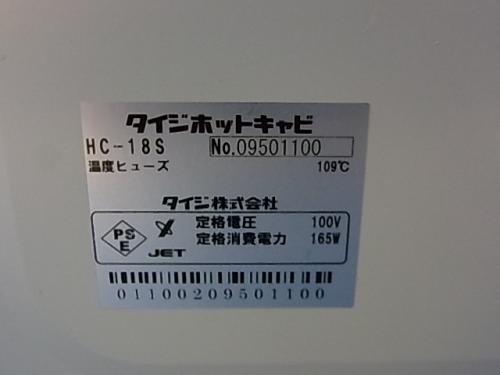 タイジホットキャビ
HC-18S No.09501100
温度ヒューズ 109℃
タイジ株式会社
PS E JET 定格電圧 100V
定格消費電力 165W
01100209501100